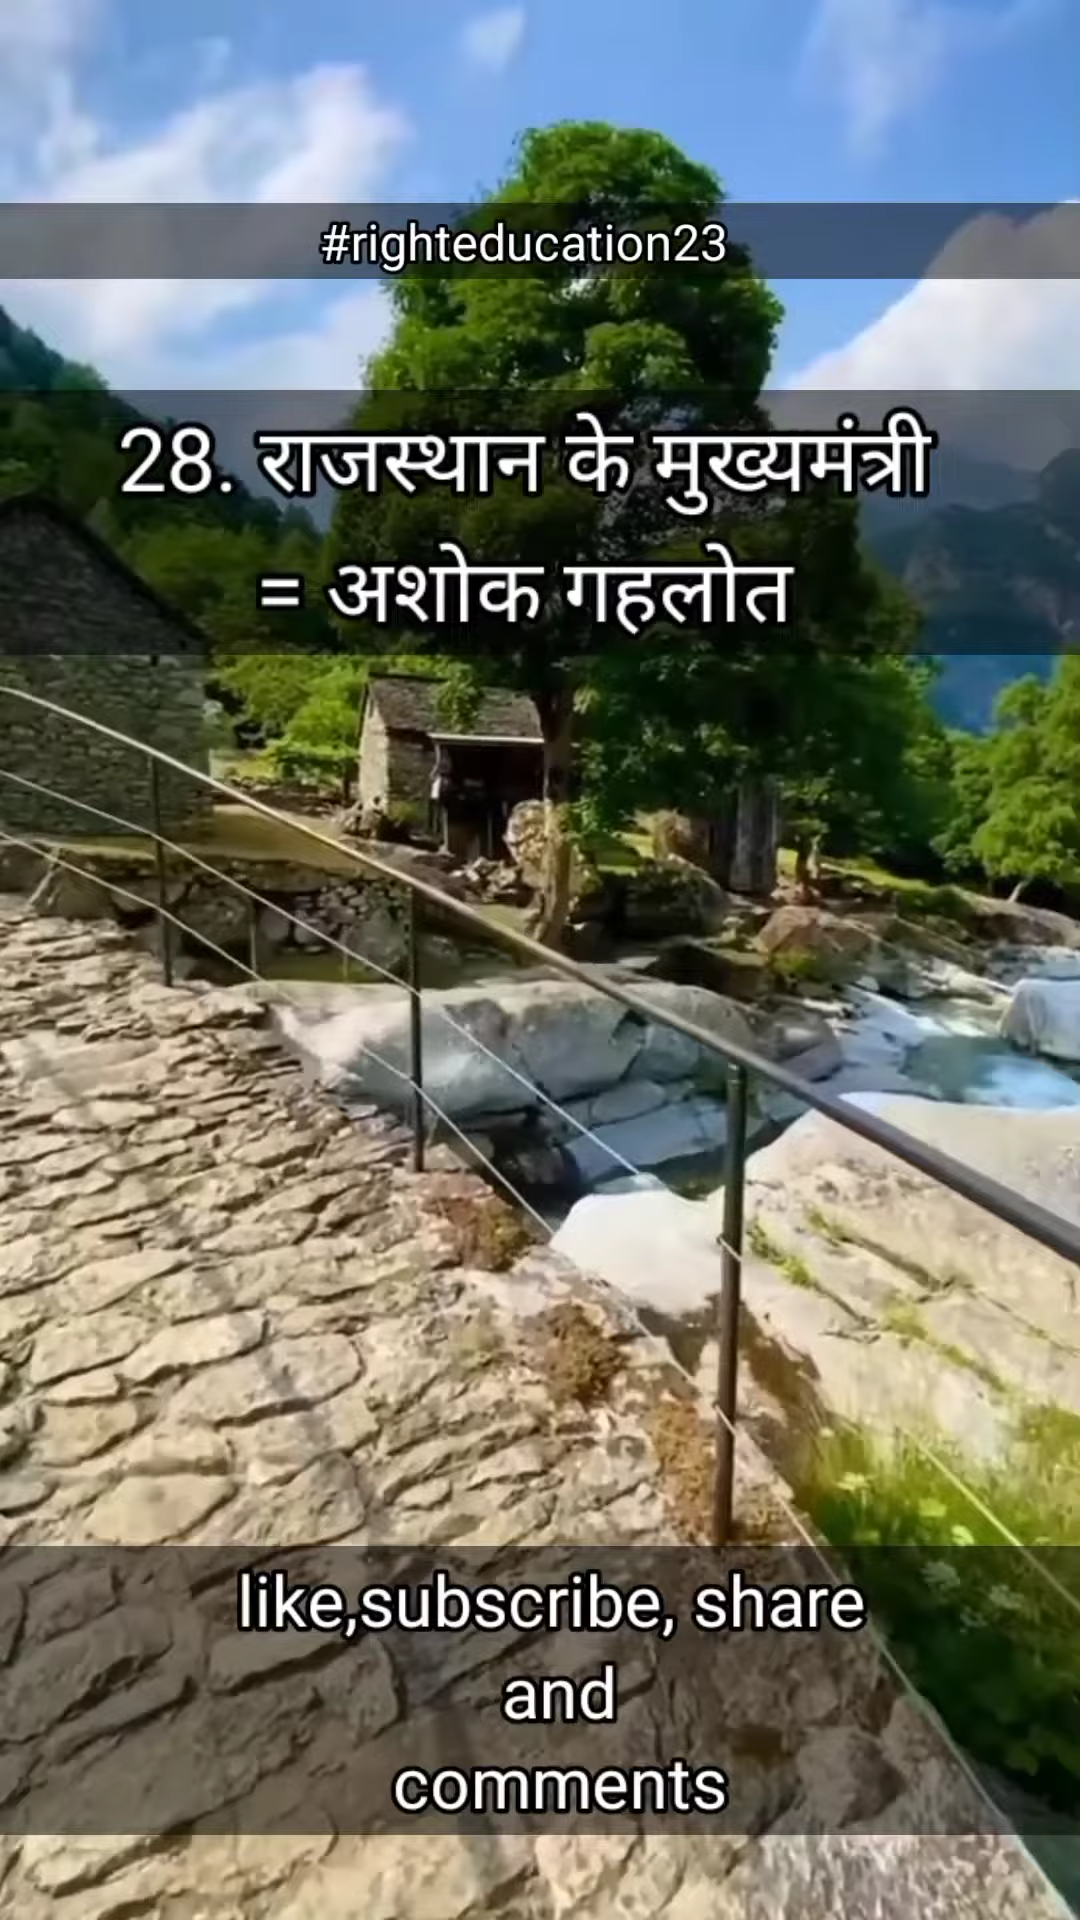 #righteducation23
28. राजस्थान के मुख्यमंत्री
= अशोक गहलोत
like,subscribe, share
and
comments